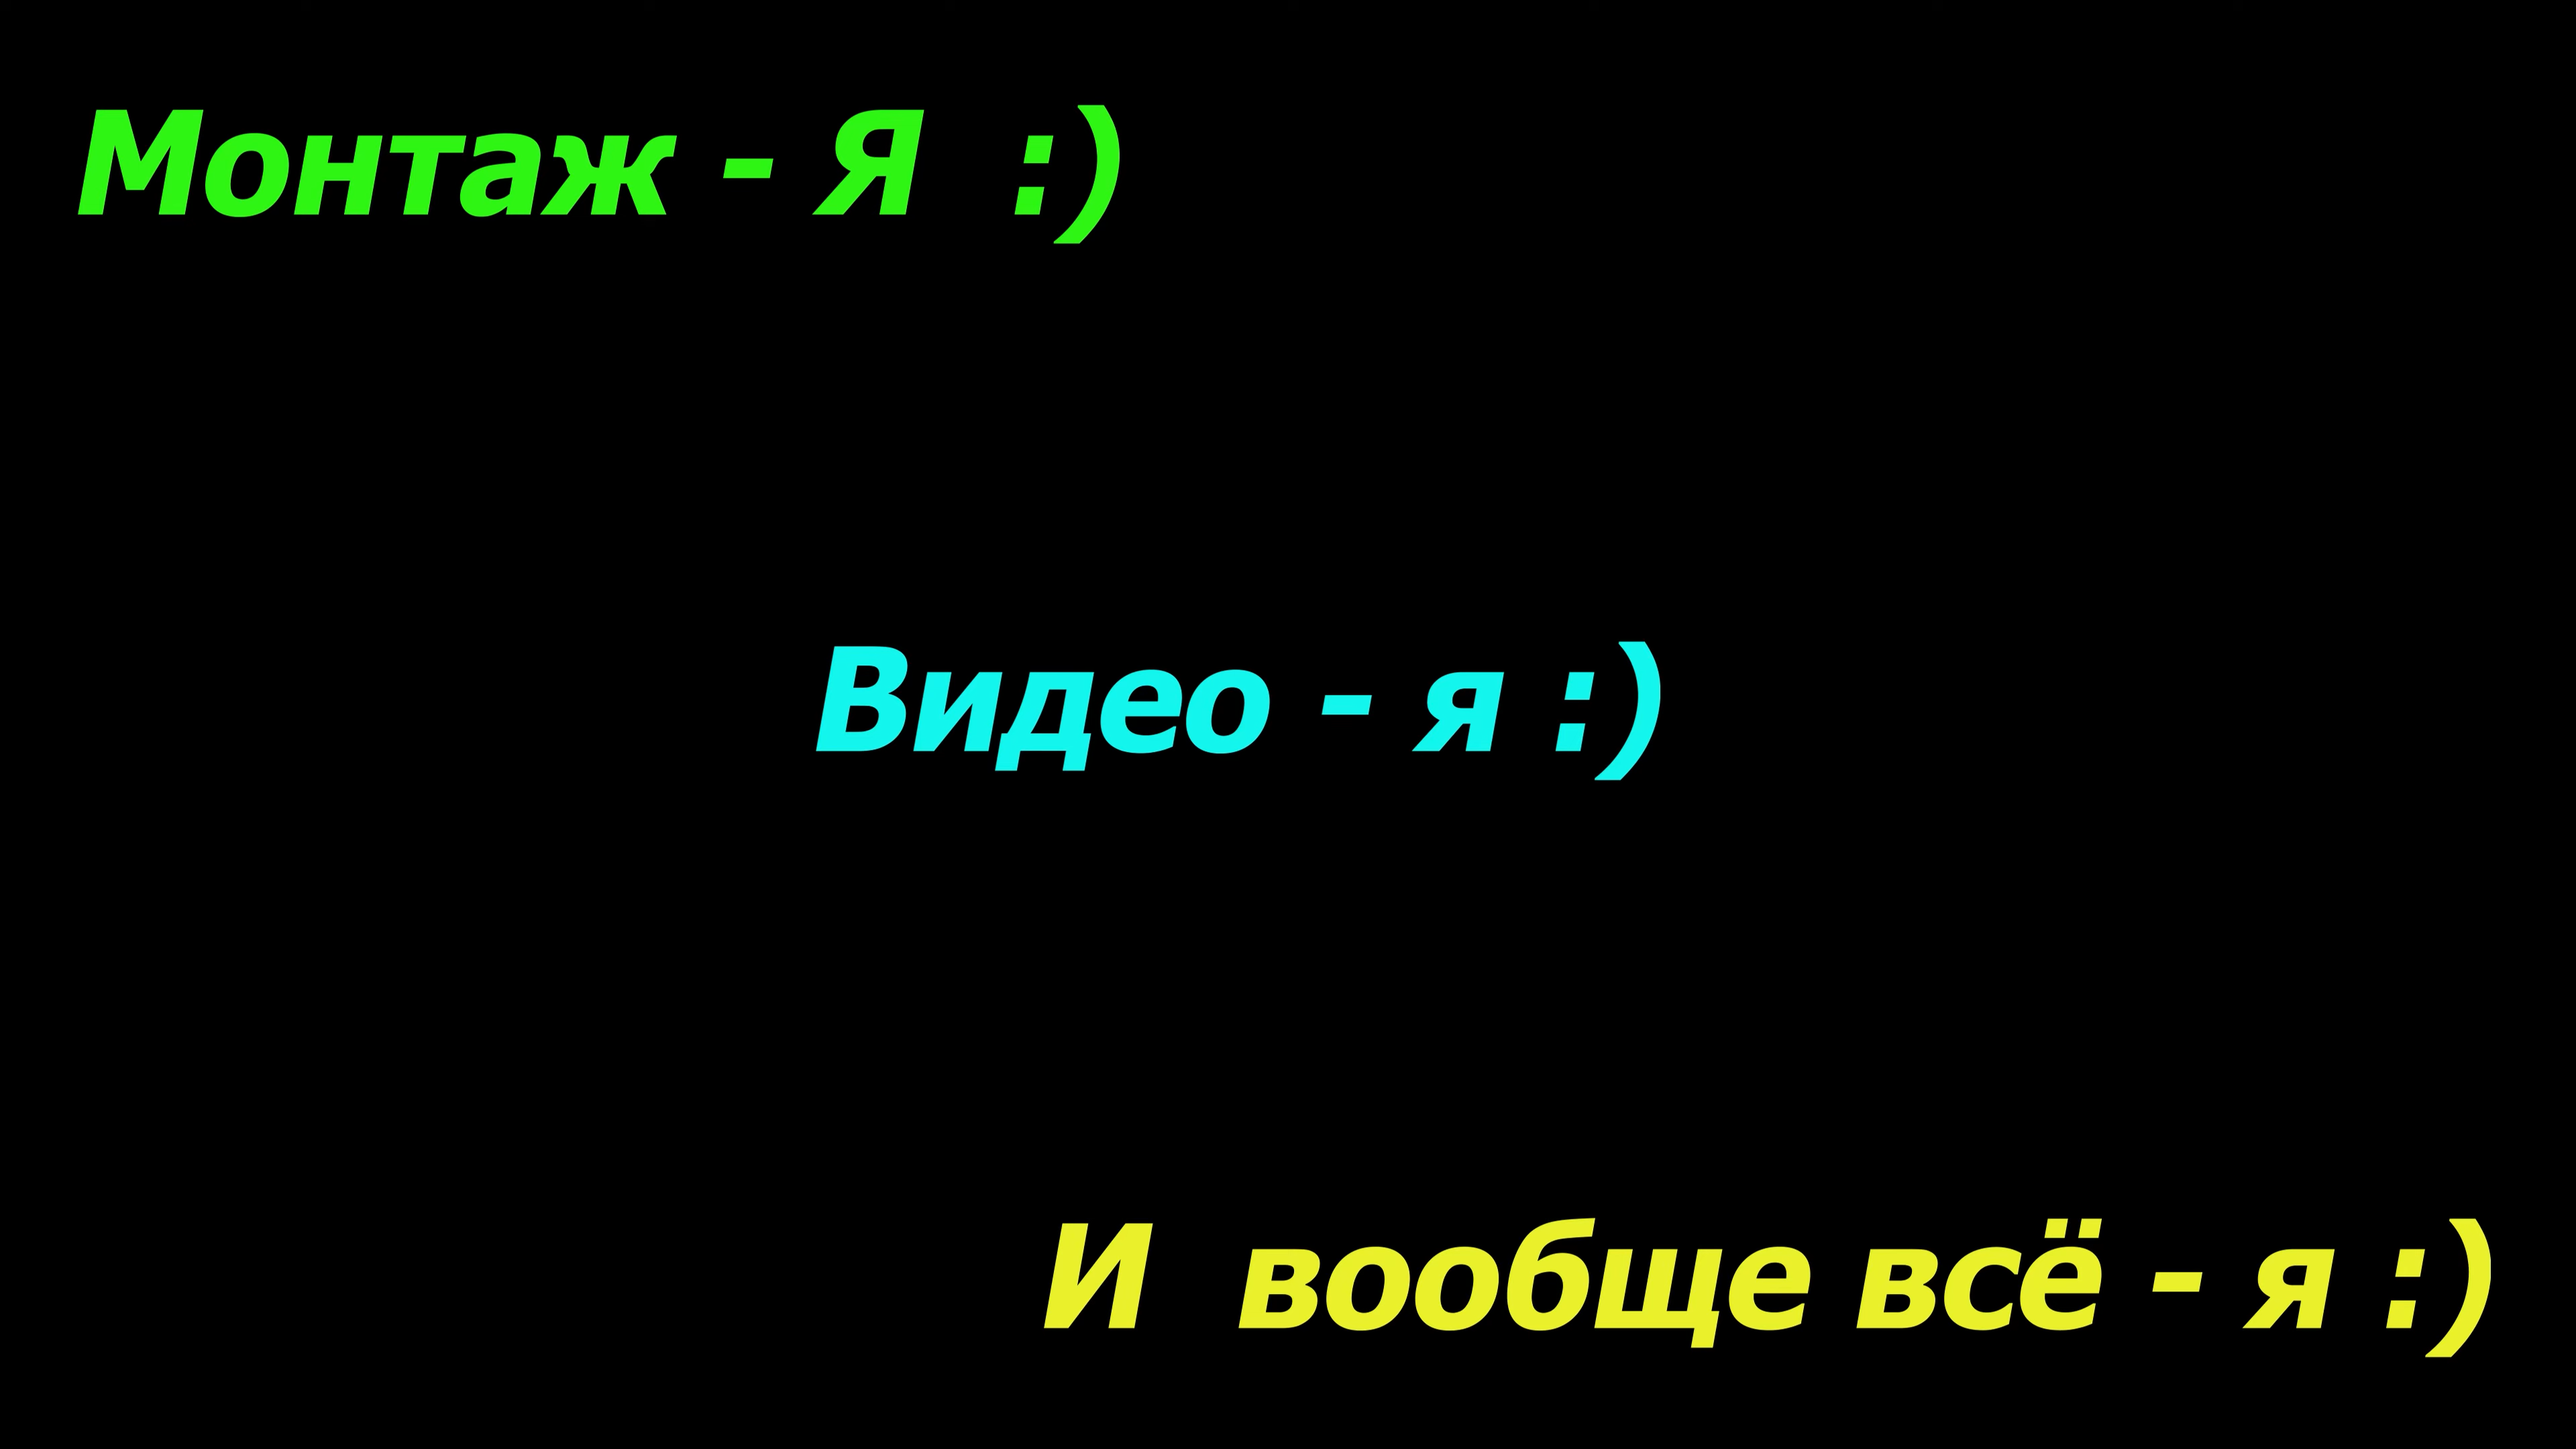 Монтаж - Я  :)
Видео - я :)
И  вообще всё - я :)